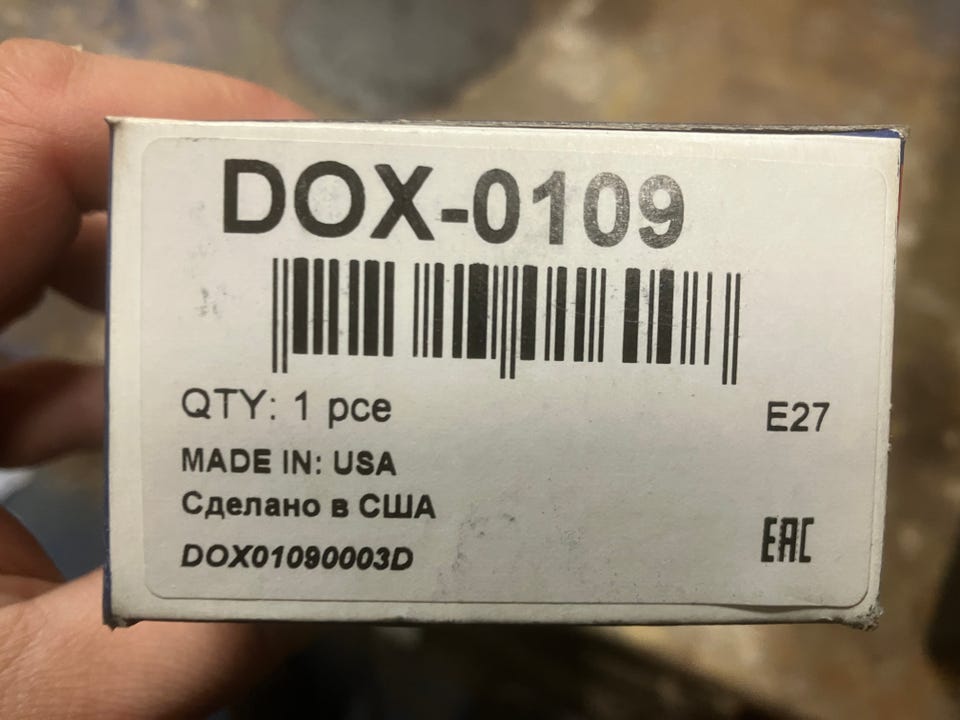 DOX-0109
QTY: 1 pce
E27
MADE IN: USA
Сделано в США
DOX01090003D
EAC